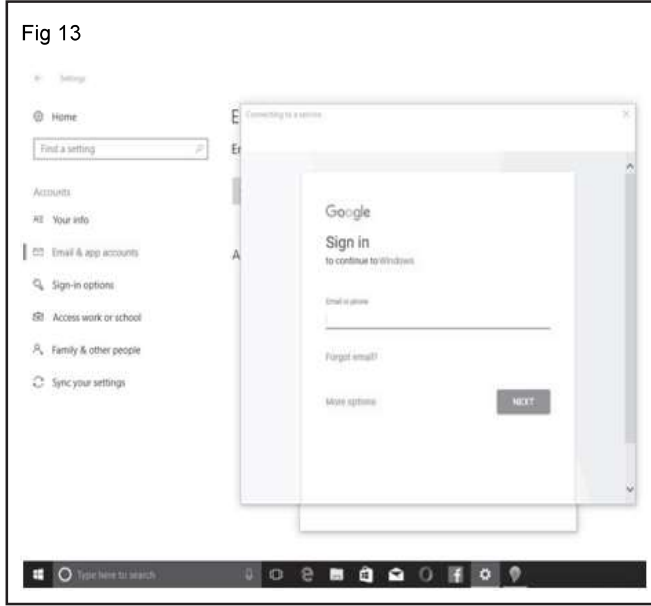 Fig 13
Settings
Home
Find a setting
Accounts
Your info
Email & app accounts
Sign-in options
Access work or school
Family & other people
Sync your settings
E
Er
A
Connecting to a service
Google
Sign in
to continue to Windows
Email or phone
Forgot email?
More options
NEXT
Type here to search